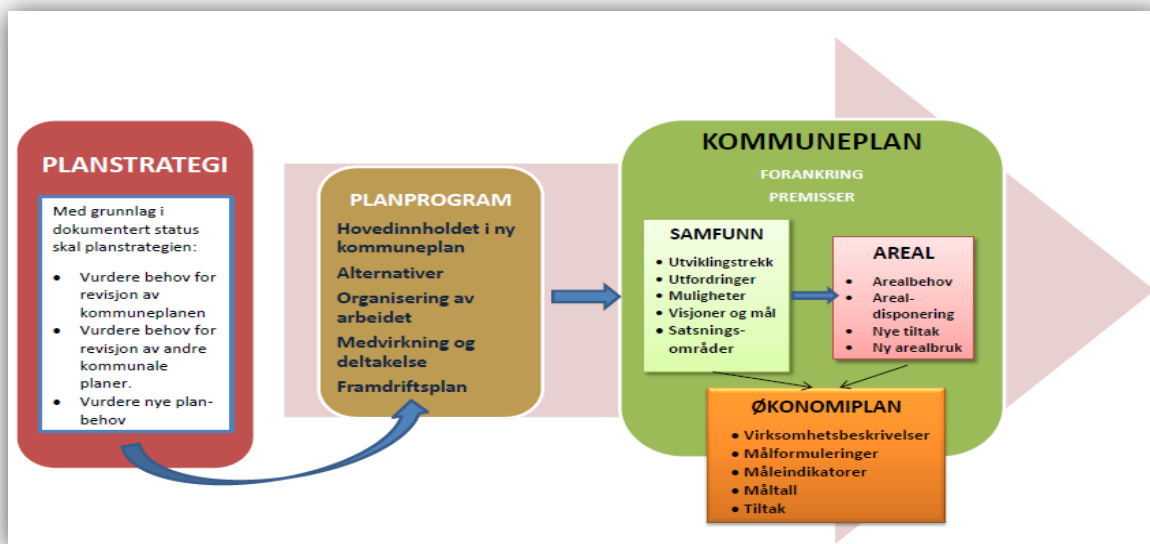 PLANSTRATEGI
Med grunnlag i
dokumentert status
skal planstrategien:
• Vurdere behov for
revisjon av
kommuneplanen
• Vurdere behov for
revisjon av andre
kommunale
planer.
• Vurdere nye plan-
behov
PLANPROGRAM
Hovedinnholdet i ny
kommuneplan
Alternativer
Organisering av
arbeidet
Medvirkning og
deltakelse
Framdriftsplan
KOMMUNEPLAN
FORANKRING
PREMISSER
SAMFUNN
• Utviklingstrekk
• Utfordringer
• Muligheter
• Visjoner og mål
• Satsnings-
områder
AREAL
• Arealbehov
• Areal-
disponering
• Nye tiltak
• Ny arealbruk
ØKONOMIPLAN
• Virksomhetsbeskrivelser
• Målformuleringer
• Måleindikatorer
• Måltall
• Tiltak